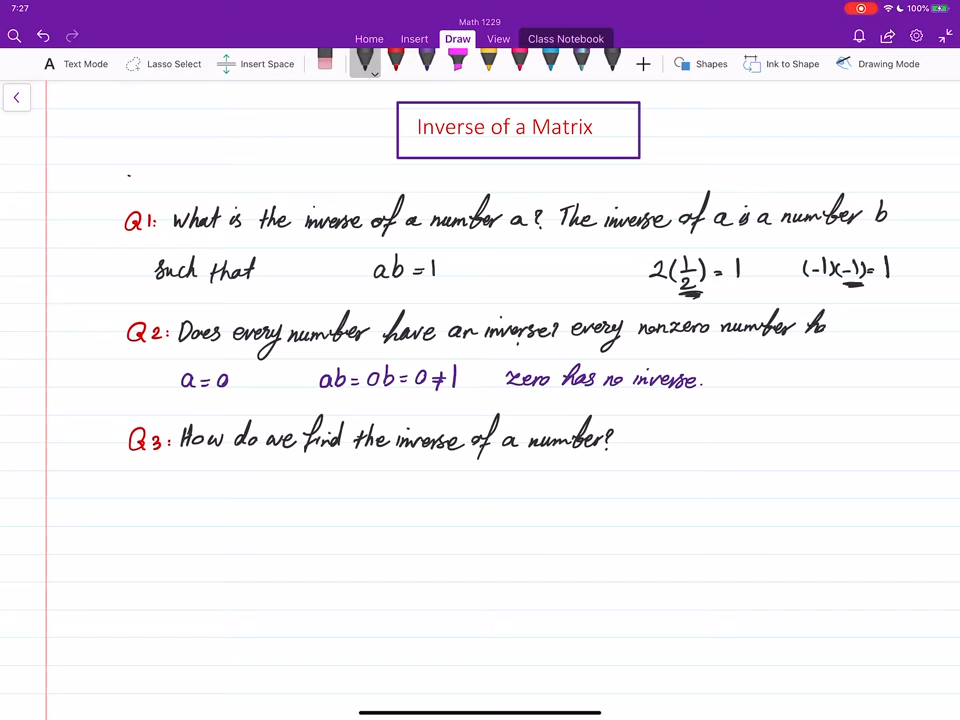 7:27
100%
Math 1229
Home Insert Draw View Class Notebook
A Text Mode Lasso Select Insert Space Shapes Ink to Shape Drawing Mode
Inverse of a Matrix
Q1: What is the inverse of a number a? The inverse of a is a number b
such that ab = 1 2(1/2) = 1 (-1)(-1) = 1
Q2: Does every number have an inverse? every nonzero number ha
a = 0 ab = 0b = 0 ≠ 1 zero has no inverse.
Q3: How do we find the inverse of a number?